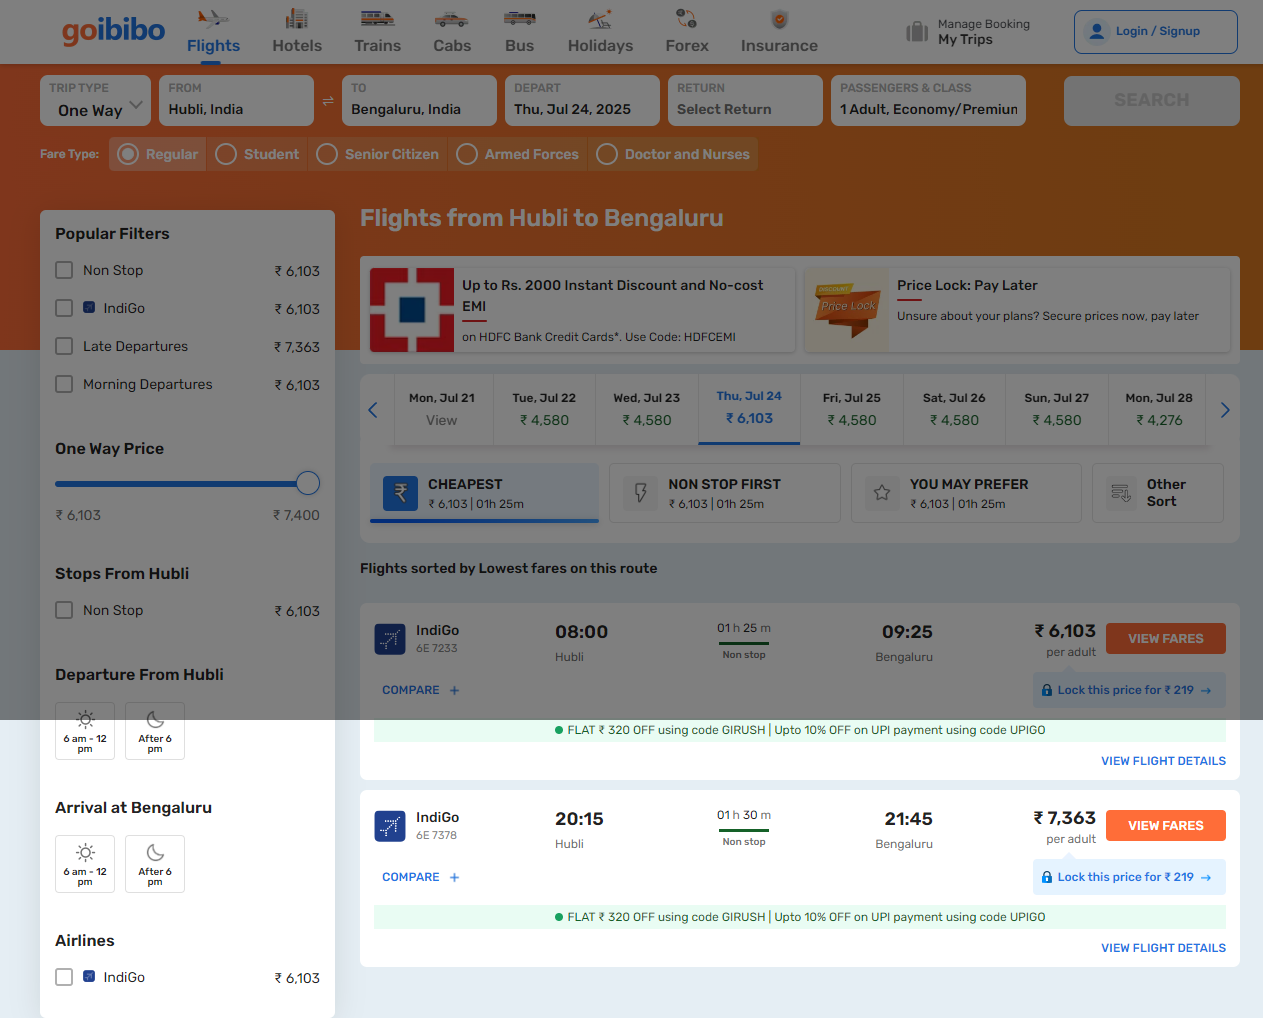 goibibo
Flights
Hotels
Trains
Cabs
Bus
Holidays
Forex
Insurance
Manage Booking
My Trips
Login / Signup
TRIP TYPE
One Way
FROM
Hubli, India
TO
Bengaluru, India
DEPART
Thu, Jul 24, 2025
RETURN
Select Return
PASSENGERS & CLASS
1 Adult, Economy/Premiun
SEARCH
Fare Type:
Regular
Student
Senior Citizen
Armed Forces
Doctor and Nurses
Popular Filters
Non Stop ₹ 6,103
IndiGo ₹ 6,103
Late Departures ₹ 7,363
Morning Departures ₹ 6,103
One Way Price
₹ 6,103 ₹ 7,400
Stops From Hubli
Non Stop ₹ 6,103
Departure From Hubli
6 am - 12
pm
After 6
pm
Arrival at Bengaluru
6 am - 12
pm
After 6
pm
Airlines
IndiGo ₹ 6,103
Flights from Hubli to Bengaluru
Up to Rs. 2000 Instant Discount and No-cost
EMI
on HDFC Bank Credit Cards*. Use Code: HDFCEMI
DISCOUNT
Price Lock
Price Lock: Pay Later
Unsure about your plans? Secure prices now, pay later
Mon, Jul 21
View
Tue, Jul 22
₹ 4,580
Wed, Jul 23
₹ 4,580
Thu, Jul 24
₹ 6,103
Fri, Jul 25
₹ 4,580
Sat, Jul 26
₹ 4,580
Sun, Jul 27
₹ 4,580
Mon, Jul 28
₹ 4,276
CHEAPEST
₹ 6,103 | 01h 25m
NON STOP FIRST
₹ 6,103 | 01h 25m
YOU MAY PREFER
₹ 6,103 | 01h 25m
Other
Sort
Flights sorted by Lowest fares on this route
IndiGo
6E 7233
08:00
Hubli
01 h 25 m
Non stop
09:25
Bengaluru
₹ 6,103
per adult
VIEW FARES
COMPARE +
Lock this price for ₹ 219 →
FLAT ₹ 320 OFF using code GIRUSH | Upto 10% OFF on UPI payment using code UPIGO
VIEW FLIGHT DETAILS
IndiGo
6E 7378
20:15
Hubli
01 h 30 m
Non stop
21:45
Bengaluru
₹ 7,363
per adult
VIEW FARES
COMPARE +
Lock this price for ₹ 219 →
FLAT ₹ 320 OFF using code GIRUSH | Upto 10% OFF on UPI payment using code UPIGO
VIEW FLIGHT DETAILS